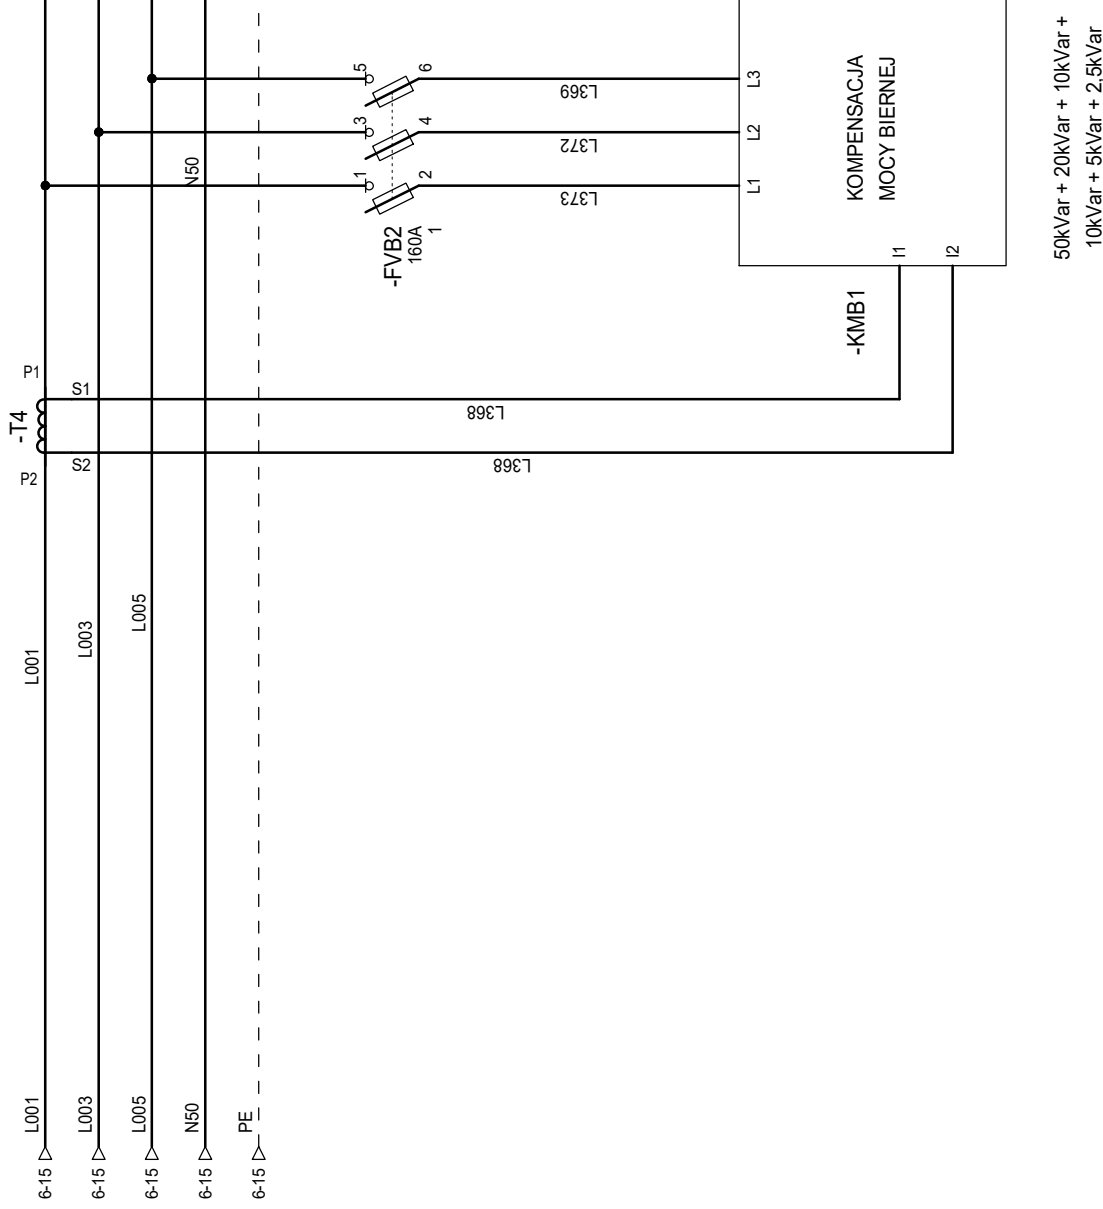 5
6
L369
L3
3
4
L372
L2
N50
1
2
L373
L1
-FVB2
160A
1
KOMPENSACJA
MOCY BIERNEJ
I1
I2
-KMB1
50kVar + 20kVar + 10kVar +
10kVar + 5kVar + 2,5kVar
P1
-T4
S1
L368
S2
L368
P2
L001
L003
L005
L001
L003
L005
N50
PE
6-15
6-15
6-15
6-15
6-15